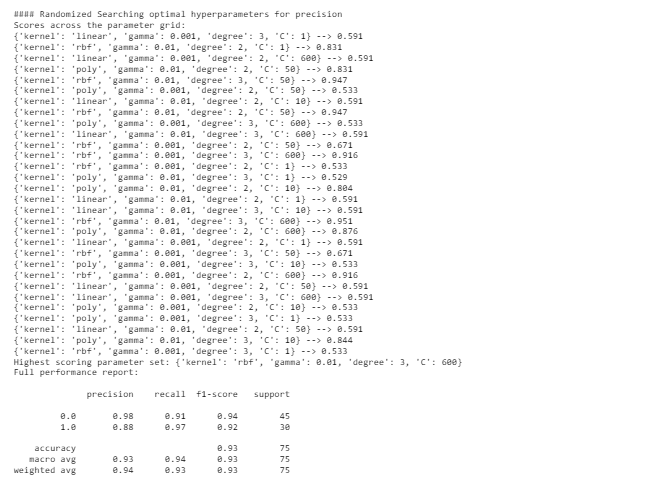 #### Randomized Searching optimal hyperparameters for precision
Scores across the parameter grid:
{'kernel': 'linear', 'gamma': 0.001, 'degree': 3, 'C': 1} --> 0.591
{'kernel': 'rbf', 'gamma': 0.01, 'degree': 2, 'C': 1} --> 0.831
{'kernel': 'linear', 'gamma': 0.001, 'degree': 2, 'C': 600} --> 0.591
{'kernel': 'poly', 'gamma': 0.01, 'degree': 2, 'C': 50} --> 0.831
{'kernel': 'rbf', 'gamma': 0.01, 'degree': 3, 'C': 50} --> 0.947
{'kernel': 'poly', 'gamma': 0.001, 'degree': 2, 'C': 50} --> 0.533
{'kernel': 'linear', 'gamma': 0.01, 'degree': 2, 'C': 10} --> 0.591
{'kernel': 'rbf', 'gamma': 0.01, 'degree': 2, 'C': 50} --> 0.947
{'kernel': 'poly', 'gamma': 0.001, 'degree': 3, 'C': 600} --> 0.533
{'kernel': 'linear', 'gamma': 0.01, 'degree': 3, 'C': 600} --> 0.591
{'kernel': 'rbf', 'gamma': 0.001, 'degree': 2, 'C': 50} --> 0.671
{'kernel': 'rbf', 'gamma': 0.001, 'degree': 3, 'C': 600} --> 0.916
{'kernel': 'rbf', 'gamma': 0.001, 'degree': 2, 'C': 1} --> 0.533
{'kernel': 'poly', 'gamma': 0.01, 'degree': 3, 'C': 1} --> 0.529
{'kernel': 'poly', 'gamma': 0.01, 'degree': 2, 'C': 10} --> 0.804
{'kernel': 'linear', 'gamma': 0.01, 'degree': 2, 'C': 1} --> 0.591
{'kernel': 'linear', 'gamma': 0.01, 'degree': 3, 'C': 10} --> 0.591
{'kernel': 'rbf', 'gamma': 0.01, 'degree': 3, 'C': 600} --> 0.951
{'kernel': 'poly', 'gamma': 0.01, 'degree': 2, 'C': 600} --> 0.876
{'kernel': 'linear', 'gamma': 0.001, 'degree': 2, 'C': 1} --> 0.591
{'kernel': 'rbf', 'gamma': 0.001, 'degree': 3, 'C': 50} --> 0.671
{'kernel': 'poly', 'gamma': 0.001, 'degree': 3, 'C': 10} --> 0.533
{'kernel': 'rbf', 'gamma': 0.001, 'degree': 2, 'C': 600} --> 0.916
{'kernel': 'linear', 'gamma': 0.001, 'degree': 2, 'C': 50} --> 0.591
{'kernel': 'linear', 'gamma': 0.001, 'degree': 3, 'C': 600} --> 0.591
{'kernel': 'poly', 'gamma': 0.001, 'degree': 2, 'C': 10} --> 0.533
{'kernel': 'poly', 'gamma': 0.001, 'degree': 3, 'C': 1} --> 0.533
{'kernel': 'linear', 'gamma': 0.01, 'degree': 2, 'C': 50} --> 0.591
{'kernel': 'poly', 'gamma': 0.01, 'degree': 3, 'C': 10} --> 0.844
{'kernel': 'rbf', 'gamma': 0.001, 'degree': 3, 'C': 1} --> 0.533
Highest scoring parameter set: {'kernel': 'rbf', 'gamma': 0.01, 'degree': 3, 'C': 600}
Full performance report:
precision recall f1-score support
0.0 0.98 0.91 0.94 45
1.0 0.88 0.97 0.92 30
accuracy 0.93 75
macro avg 0.93 0.94 0.93 75
weighted avg 0.94 0.93 0.93 75